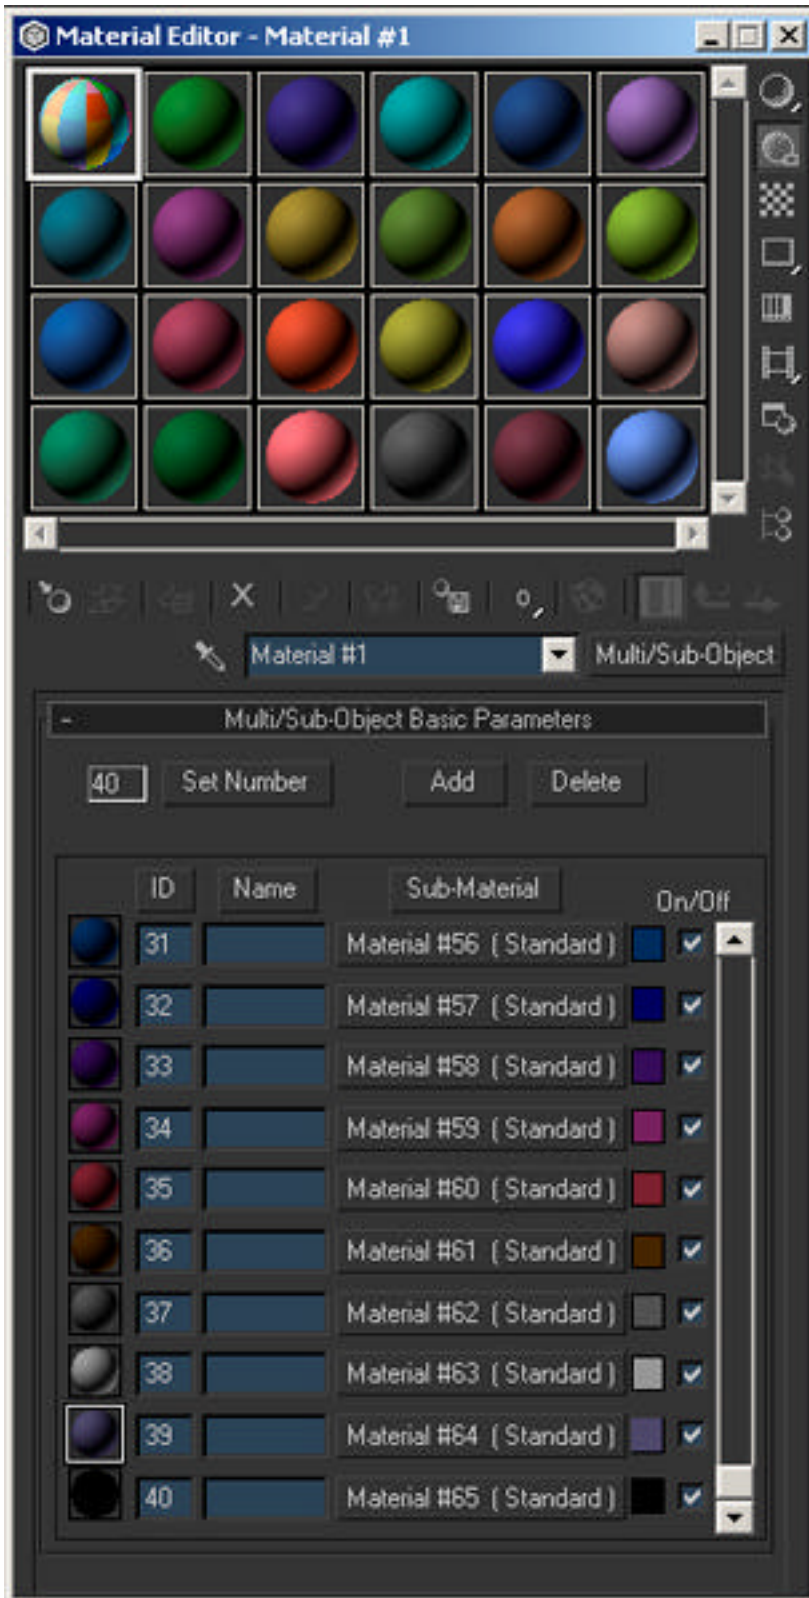 Material Editor - Material #1
0
Material #1 Multi/Sub-Object
- Multi/Sub-Object Basic Parameters
40 Set Number Add Delete
ID Name Sub-Material On/Off
31 Material #56 ( Standard )
32 Material #57 ( Standard )
33 Material #58 ( Standard )
34 Material #59 ( Standard )
35 Material #60 ( Standard )
36 Material #61 ( Standard )
37 Material #62 ( Standard )
38 Material #63 ( Standard )
39 Material #64 ( Standard )
40 Material #65 ( Standard )